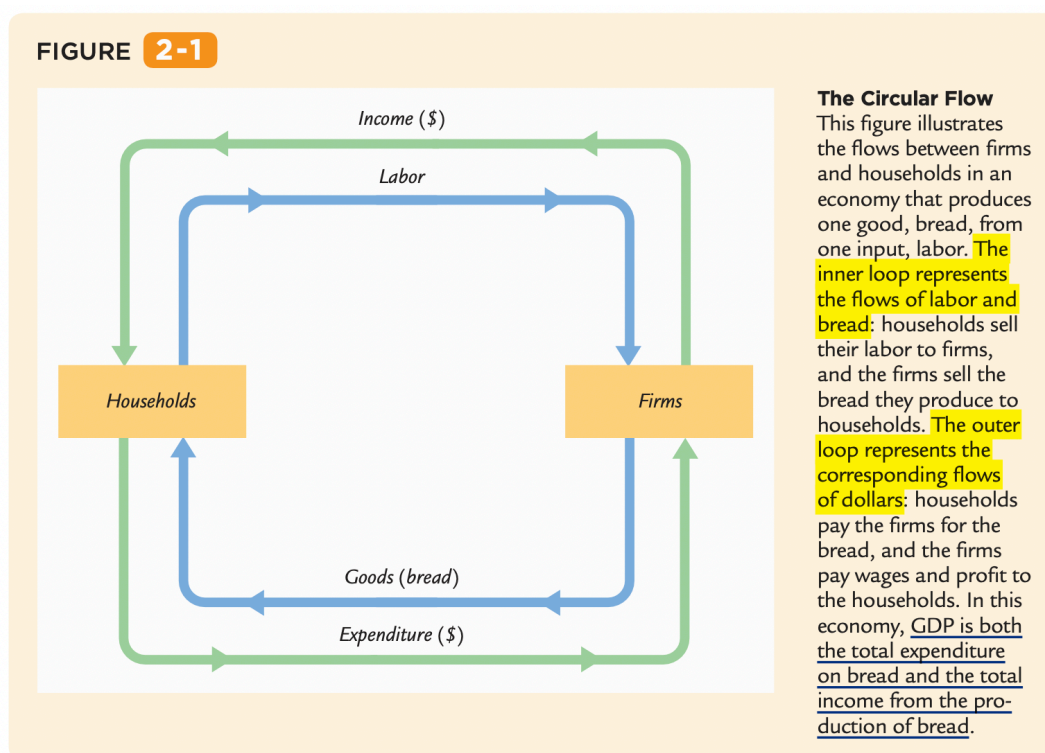 FIGURE 2-1
Income ($)
Labor
Households
Firms
Goods (bread)
Expenditure ($)
The Circular Flow
This figure illustrates
the flows between firms
and households in an
economy that produces
one good, bread, from
one input, labor. The
inner loop represents
the flows of labor and
bread: households sell
their labor to firms,
and the firms sell the
bread they produce to
households. The outer
loop represents the
corresponding flows
of dollars: households
pay the firms for the
bread, and the firms
pay wages and profit to
the households. In this
economy, GDP is both
the total expenditure
on bread and the total
income from the pro-
duction of bread.